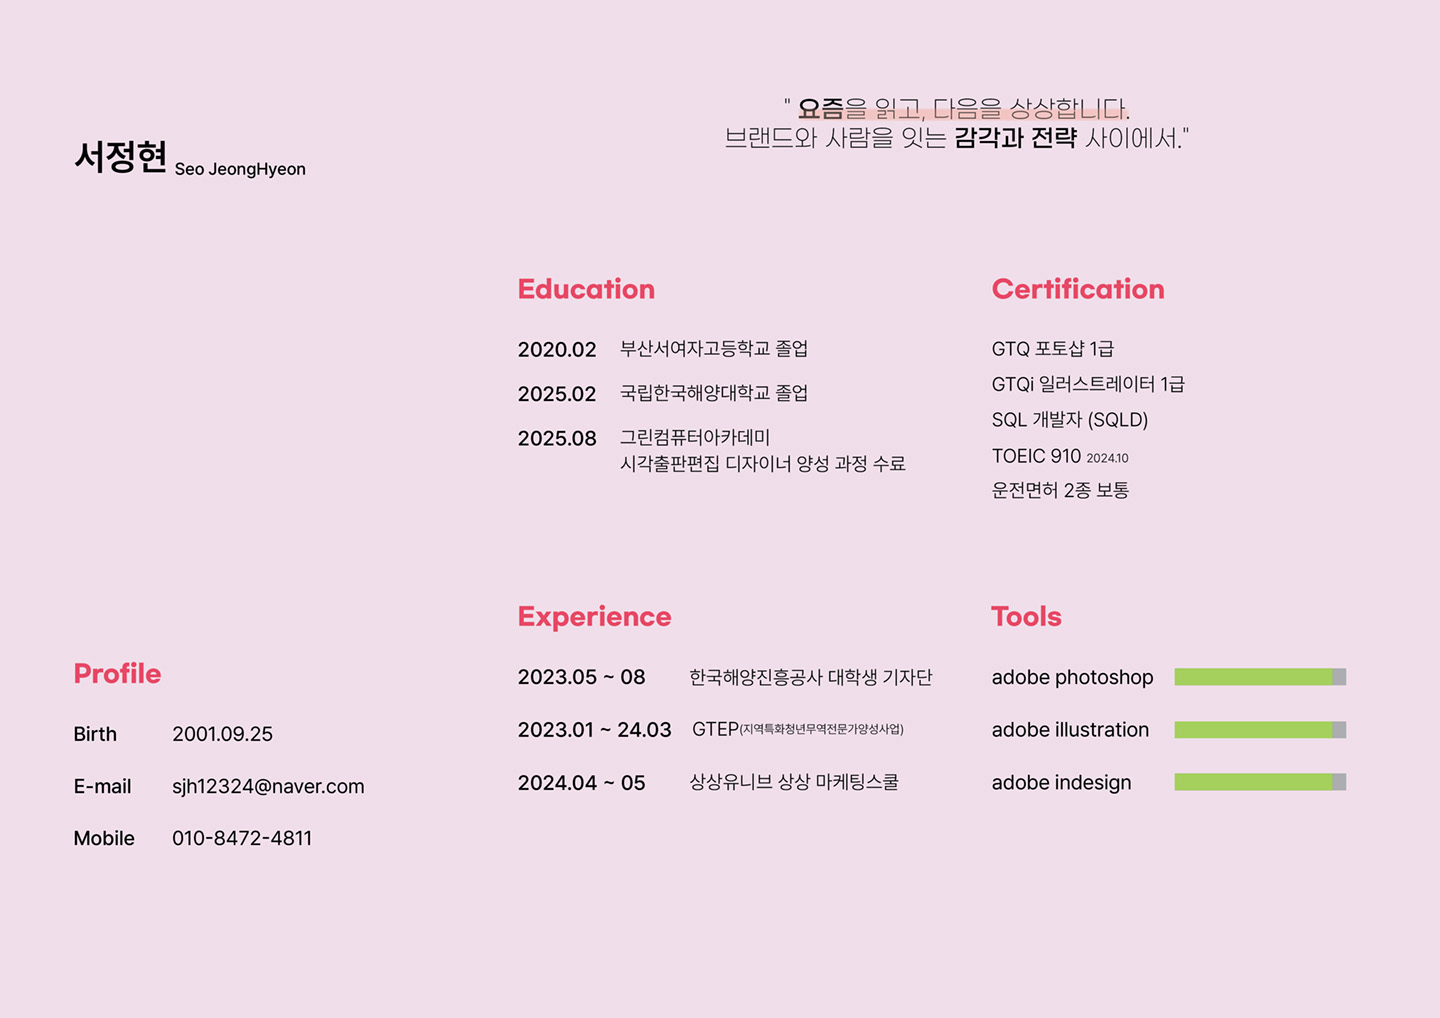 " 요즘을 읽고, 다음을 상상합니다.
브랜드와 사람을 잇는 감각과 전략 사이에서."
서정현 Seo JeongHyeon
Education
2020.02 부산서여자고등학교 졸업
2025.02 국립한국해양대학교 졸업
2025.08 그린컴퓨터아카데미
시각출판편집 디자이너 양성 과정 수료
Certification
GTQ 포토샵 1급
GTQi 일러스트레이터 1급
SQL 개발자 (SQLD)
TOEIC 910 2024.10
운전면허 2종 보통
Profile
Birth 2001.09.25
E-mail sjh12324@naver.com
Mobile 010-8472-4811
Experience
2023.05 ~ 08 한국해양진흥공사 대학생 기자단
2023.01 ~ 24.03 GTEP(지역특화청년무역전문가양성사업)
2024.04 ~ 05 상상유니브 상상 마케팅스쿨
Tools
adobe photoshop
adobe illustration
adobe indesign